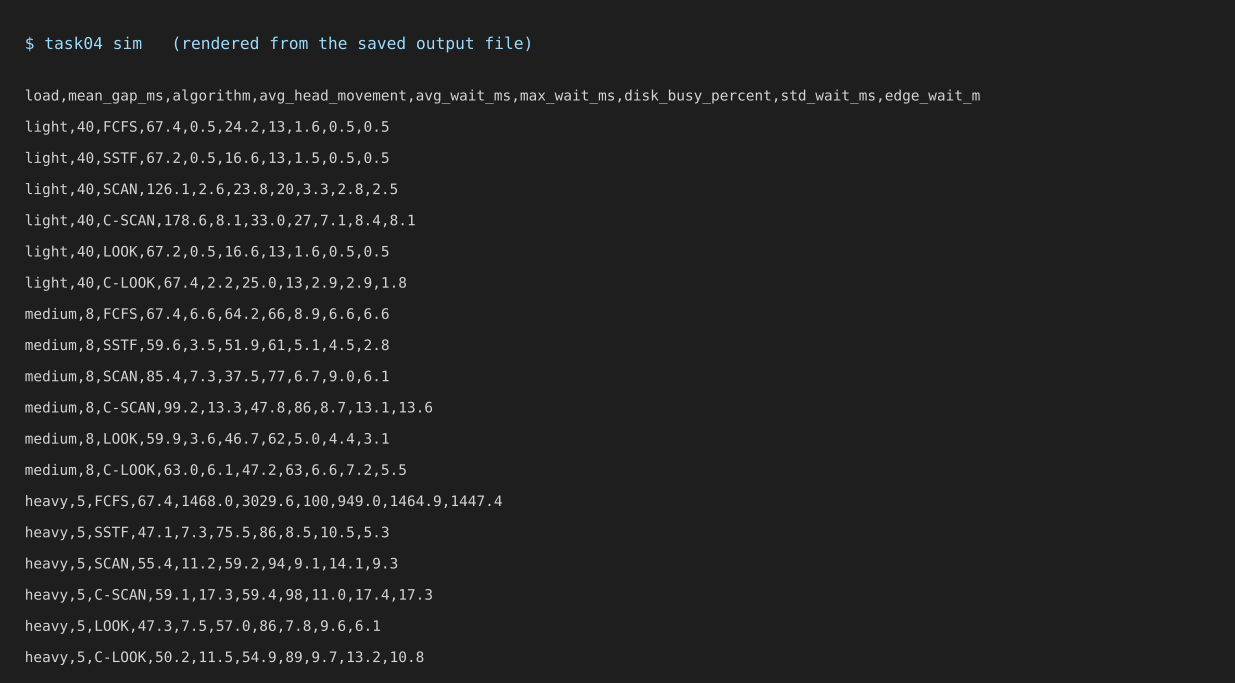 $ task04 sim   (rendered from the saved output file)
load,mean_gap_ms,algorithm,avg_head_movement,avg_wait_ms,max_wait_ms,disk_busy_percent,std_wait_ms,edge_wait_m
light,40,FCFS,67.4,0.5,24.2,13,1.6,0.5,0.5
light,40,SSTF,67.2,0.5,16.6,13,1.5,0.5,0.5
light,40,SCAN,126.1,2.6,23.8,20,3.3,2.8,2.5
light,40,C-SCAN,178.6,8.1,33.0,27,7.1,8.4,8.1
light,40,LOOK,67.2,0.5,16.6,13,1.6,0.5,0.5
light,40,C-LOOK,67.4,2.2,25.0,13,2.9,2.9,1.8
medium,8,FCFS,67.4,6.6,64.2,66,8.9,6.6,6.6
medium,8,SSTF,59.6,3.5,51.9,61,5.1,4.5,2.8
medium,8,SCAN,85.4,7.3,37.5,77,6.7,9.0,6.1
medium,8,C-SCAN,99.2,13.3,47.8,86,8.7,13.1,13.6
medium,8,LOOK,59.9,3.6,46.7,62,5.0,4.4,3.1
medium,8,C-LOOK,63.0,6.1,47.2,63,6.6,7.2,5.5
heavy,5,FCFS,67.4,1468.0,3029.6,100,949.0,1464.9,1447.4
heavy,5,SSTF,47.1,7.3,75.5,86,8.5,10.5,5.3
heavy,5,SCAN,55.4,11.2,59.2,94,9.1,14.1,9.3
heavy,5,C-SCAN,59.1,17.3,59.4,98,11.0,17.4,17.3
heavy,5,LOOK,47.3,7.5,57.0,86,7.8,9.6,6.1
heavy,5,C-LOOK,50.2,11.5,54.9,89,9.7,13.2,10.8